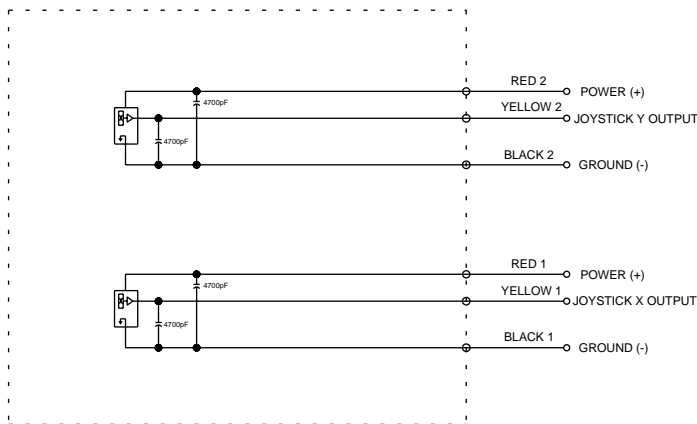 RED 2
POWER (+)
4700pF
YELLOW 2
JOYSTICK Y OUTPUT
4700pF
BLACK 2
GROUND (-)
RED 1
POWER (+)
4700pF
YELLOW 1
JOYSTICK X OUTPUT
4700pF
BLACK 1
GROUND (-)